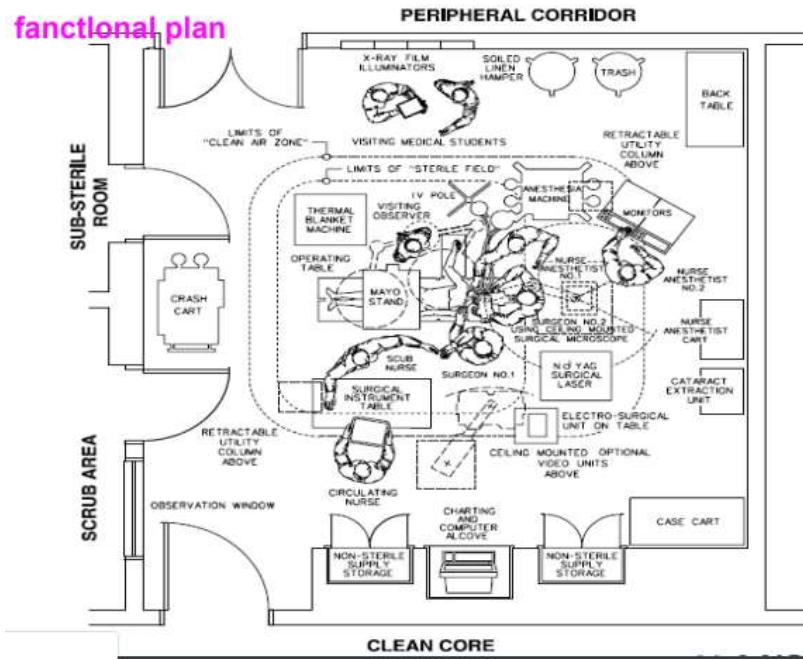 fanctional plan
PERIPHERAL CORRIDOR
X-RAY FILM
ILLUMINATORS
SOILED
LINEN
HAMPER
TRASH
BACK
TABLE
VISITING MEDICAL STUDENTS
LIMITS OF
"CLEAN AIR ZONE"
RETRACTABLE
UTILITY
COLUMN
ABOVE
LIMITS OF "STERILE FIELD"
SUB-STERILE
ROOM
IV POLE
ANESTHESIA
MACHINE
MONITORS
THERMAL
BLANKET
MACHINE
VISITING
OBSERVER
OPERATING
TABLE
NURSE
ANESTHETIST
NO.1
NURSE
ANESTHETIST
NO.2
CRASH
CART
MAYO
STAND
SURGEON NO.2
USING CEILING MOUNTED
SURGICAL MICROSCOPE
NURSE
ANESTHETIST
CART
SCUB
NURSE
SURGEON NO.1
Nd YAG
SURGICAL
LASER
CATARACT
EXTRACTION
UNIT
SURGICAL
INSTRUMENT
TABLE
ELECTRO-SURGICAL
UNIT ON TABLE
RETRACTABLE
UTILITY
COLUMN
ABOVE
CEILING MOUNTED OPTIONAL
VIDEO UNITS
ABOVE
SCRUB AREA
OBSERVATION WINDOW
CIRCULATING
NURSE
CHARTING
AND
COMPUTER
ALCOVE
CASE CART
NON-STERILE
SUPPLY
STORAGE
NON-STERILE
SUPPLY
STORAGE
CLEAN CORE